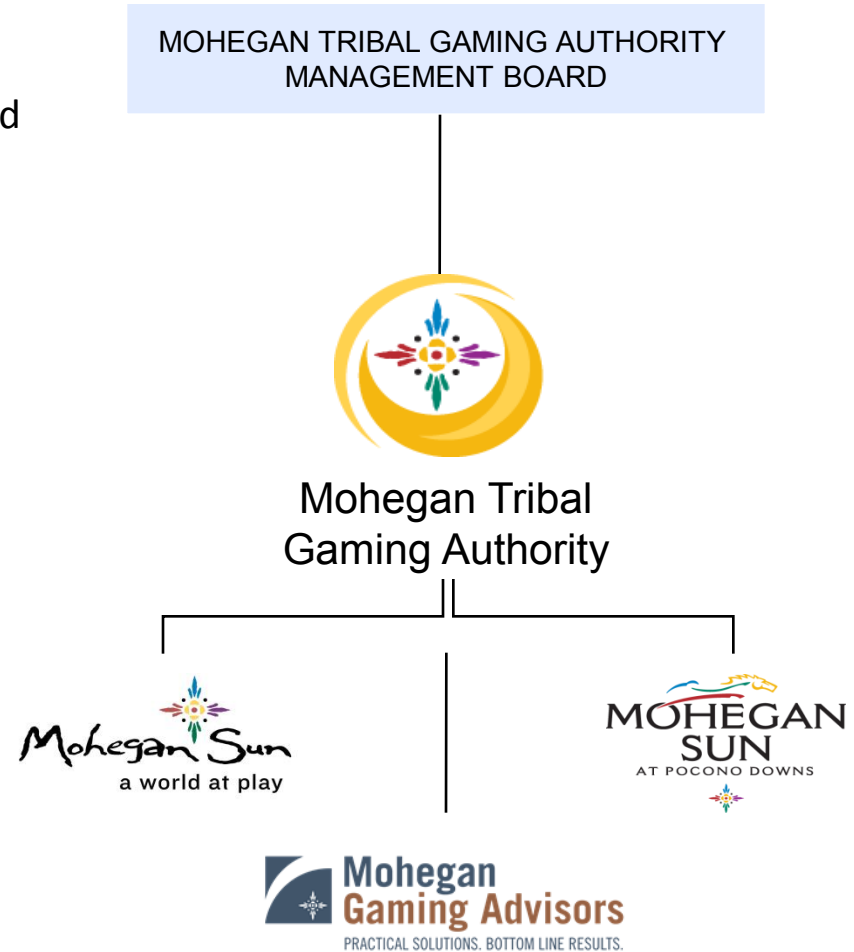 MOHEGAN TRIBAL GAMING AUTHORITY
MANAGEMENT BOARD
d
Mohegan Tribal
Gaming Authority
Mohegan Sun
a world at play
MOHEGAN
SUN
AT POCONO DOWNS
Mohegan
Gaming Advisors
PRACTICAL SOLUTIONS. BOTTOM LINE RESULTS.